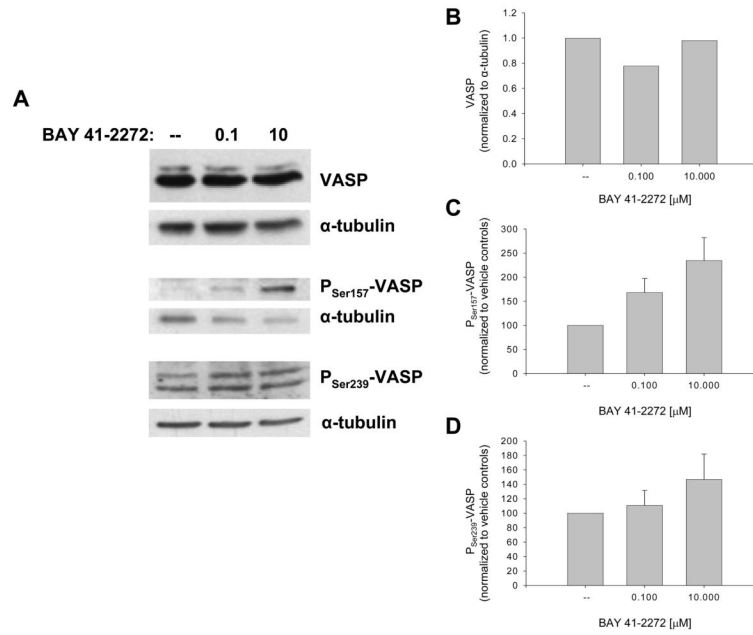 A
BAY 41-2272: -- 0.1 10
VASP
α-tubulin
P_Ser157-VASP
α-tubulin
P_Ser239-VASP
α-tubulin
B
VASP
(normalized to α-tubulin)
1.2
1.0
0.8
0.6
0.4
0.2
0.0
-- 0.100 10.000
BAY 41-2272 [μM]
C
P_Ser157-VASP
(normalized to vehicle controls)
300
250
200
150
100
50
0
-- 0.100 10.000
BAY 41-2272 [μM]
D
P_Ser239-VASP
(normalized to vehicle controls)
200
180
160
140
120
100
80
60
40
20
0
-- 0.100 10.000
BAY 41-2272 [μM]